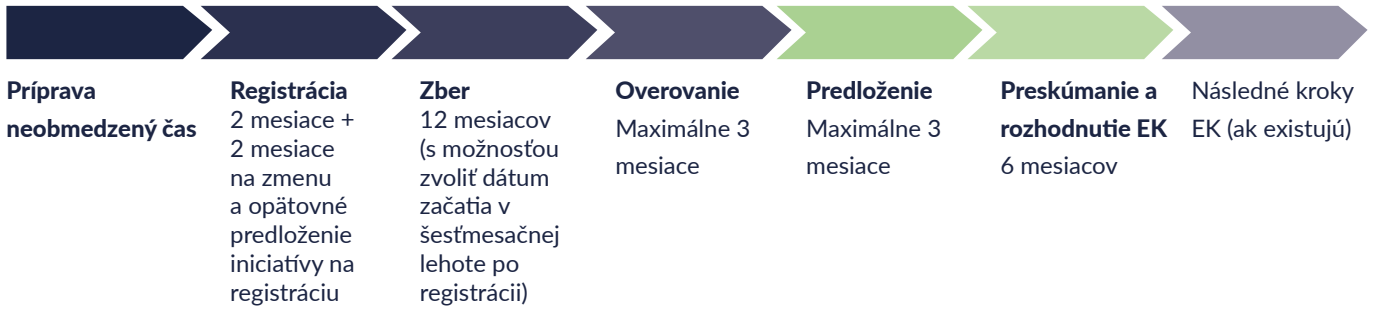 Príprava
neobmedzený čas
Registrácia
2 mesiace +
2 mesiace
na zmenu
a opätovné
predloženie
iniciatívy na
registráciu
Zber
12 mesiacov
(s možnosťou
zvoliť dátum
začatia v
šesťmesačnej
lehote po
registrácii)
Overovanie
Maximálne 3
mesiace
Predloženie
Maximálne 3
mesiace
Preskúmanie a
rozhodnutie EK
6 mesiacov
Následné kroky
EK (ak existujú)